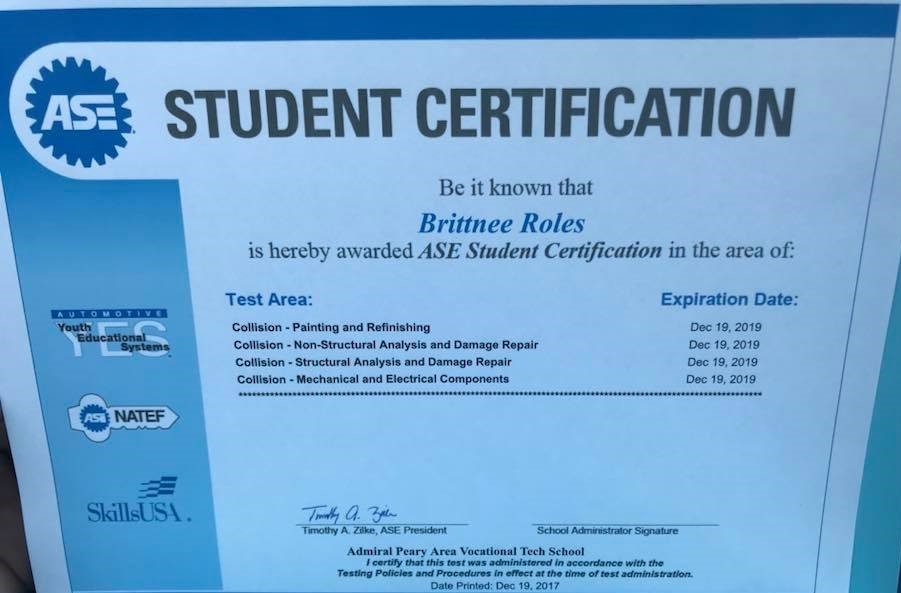 ASE STUDENT CERTIFICATION
Be it known that
Brittnee Roles
is hereby awarded ASE Student Certification in the area of:
Test Area: Expiration Date:
Collision - Painting and Refinishing Dec 19, 2019
Collision - Non-Structural Analysis and Damage Repair Dec 19, 2019
Collision - Structural Analysis and Damage Repair Dec 19, 2019
Collision - Mechanical and Electrical Components Dec 19, 2019
AUTOMOTIVE
YES
Youth
Educational
Systems
ASE NATEF
SkillsUSA
Timothy A. Zilke
Timothy A. Zilke, ASE President School Administrator Signature
Admiral Peary Area Vocational Tech School
I certify that this test was administered in accordance with the
Testing Policies and Procedures in effect at the time of test administration.
Date Printed: Dec 19, 2017